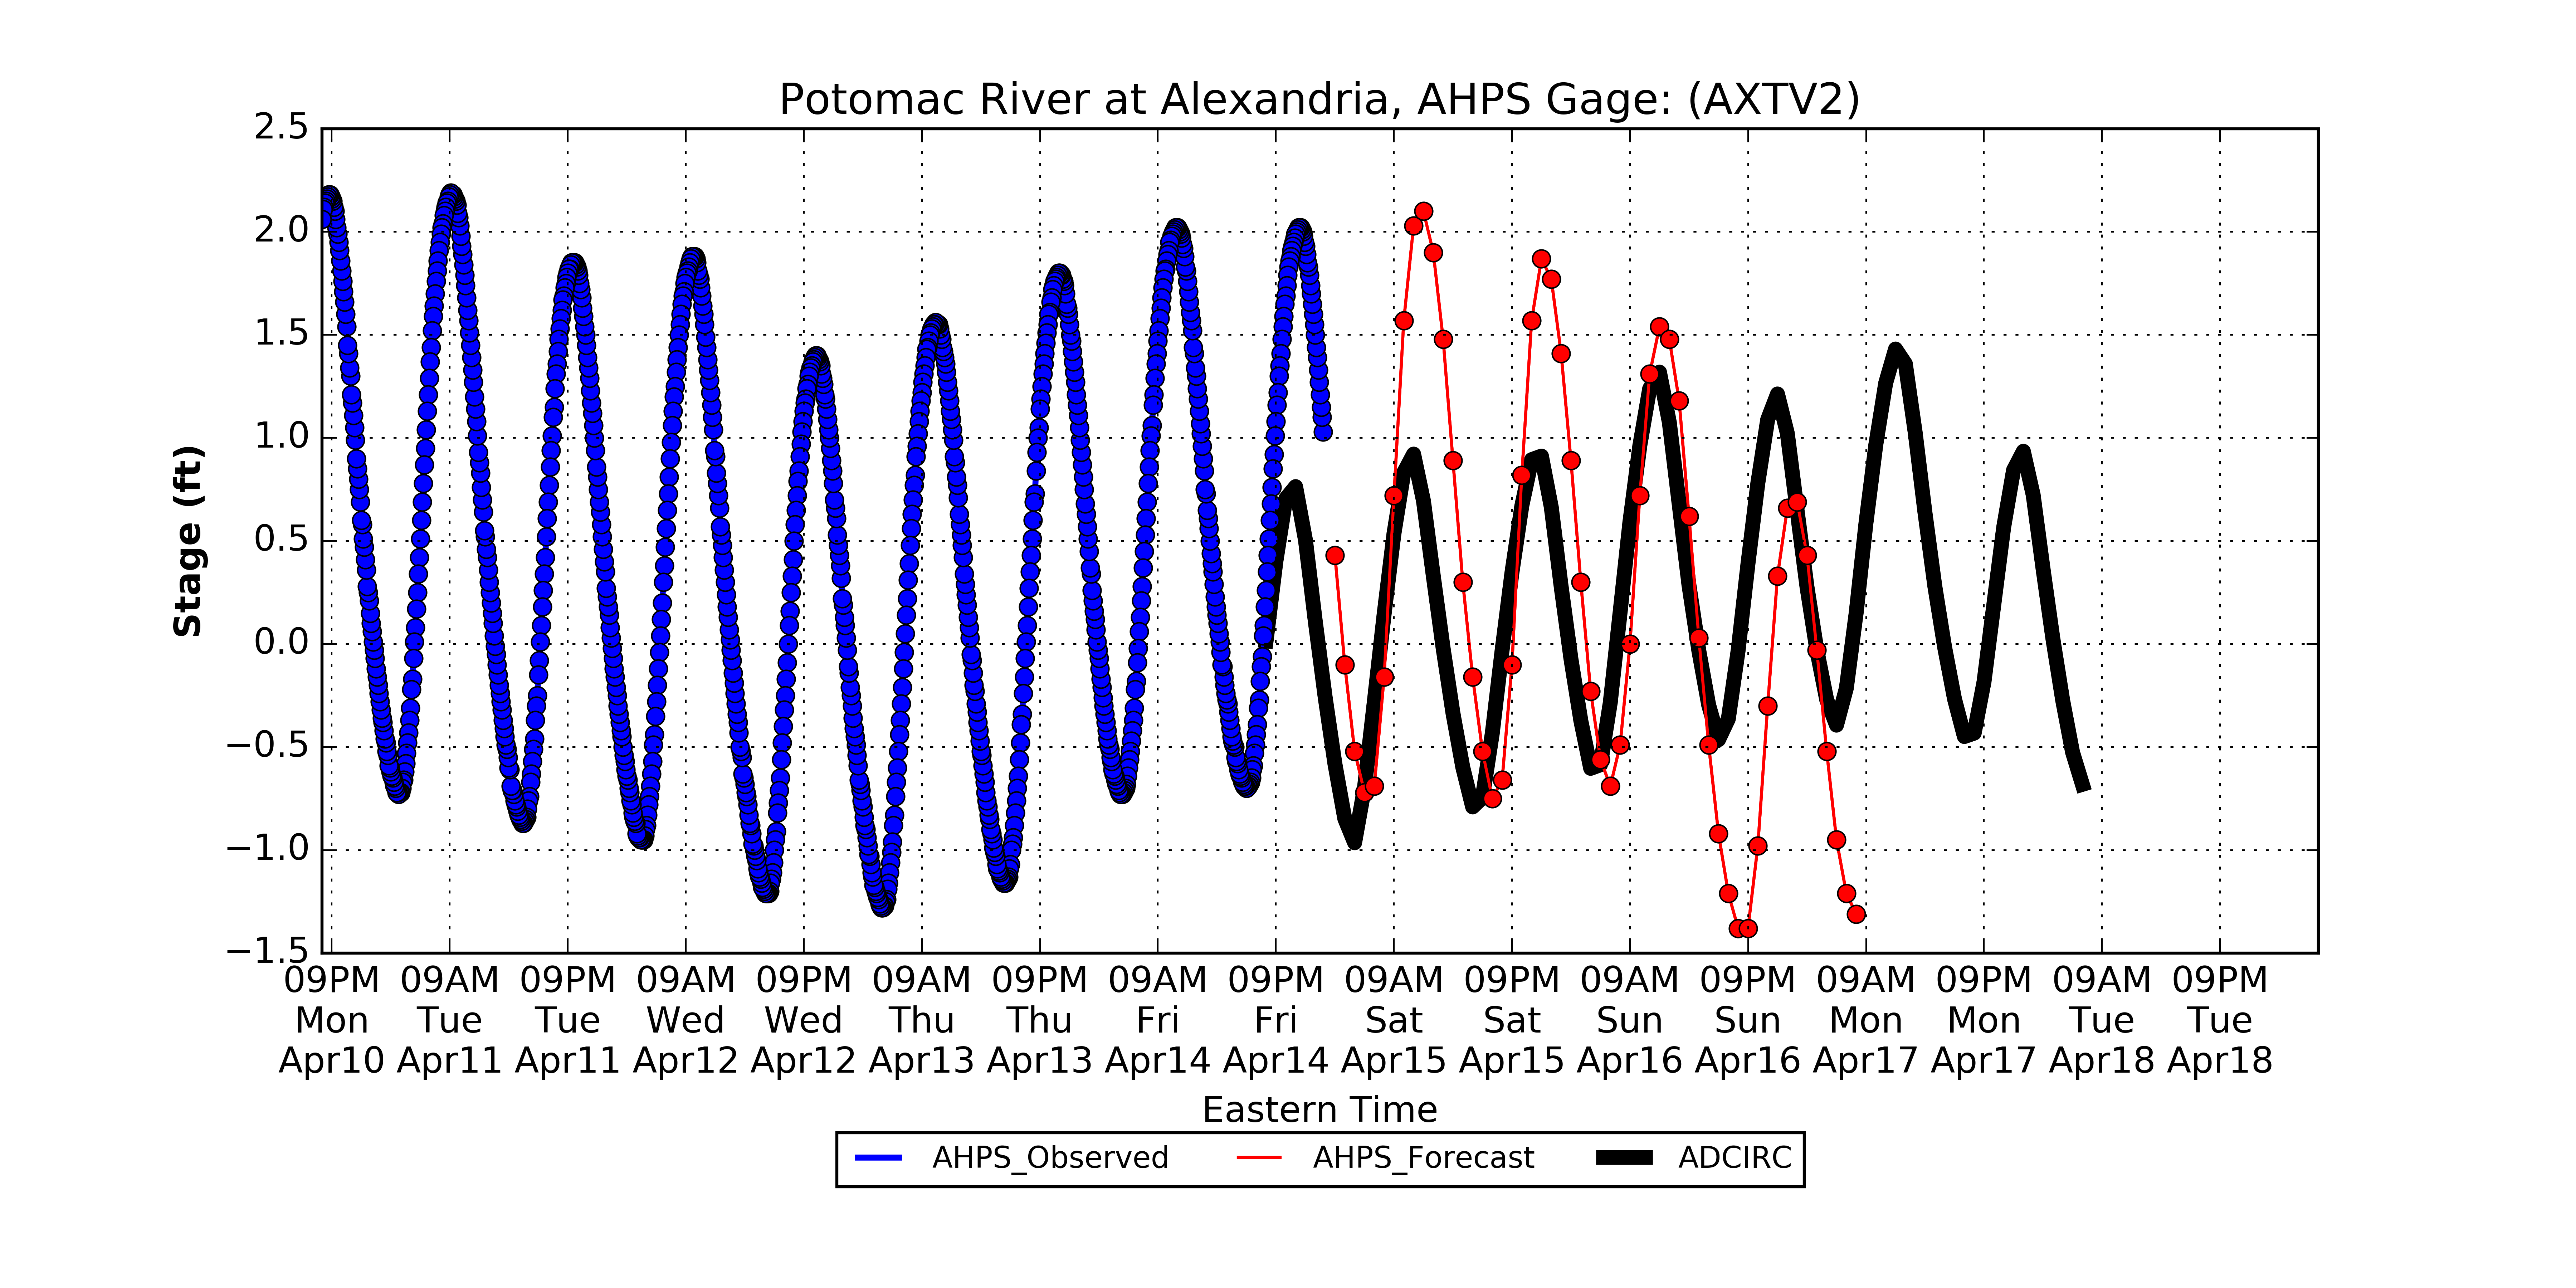 Potomac River at Alexandria, AHPS Gage: (AXTV2)
2.5
2.0
1.5
1.0
0.5
0.0
−0.5
−1.0
−1.5
Stage (ft)
09PM 09AM 09PM 09AM 09PM 09AM 09PM 09AM 09PM 09AM 09PM 09AM 09PM 09AM 09PM 09AM 09PM
Mon Tue Tue Wed Wed Thu Thu Fri Fri Sat Sat Sun Sun Mon Mon Tue Tue
Apr10 Apr11 Apr11 Apr12 Apr12 Apr13 Apr13 Apr14 Apr14 Apr15 Apr15 Apr16 Apr16 Apr17 Apr17 Apr18 Apr18
Eastern Time
AHPS_Observed AHPS_Forecast ADCIRC